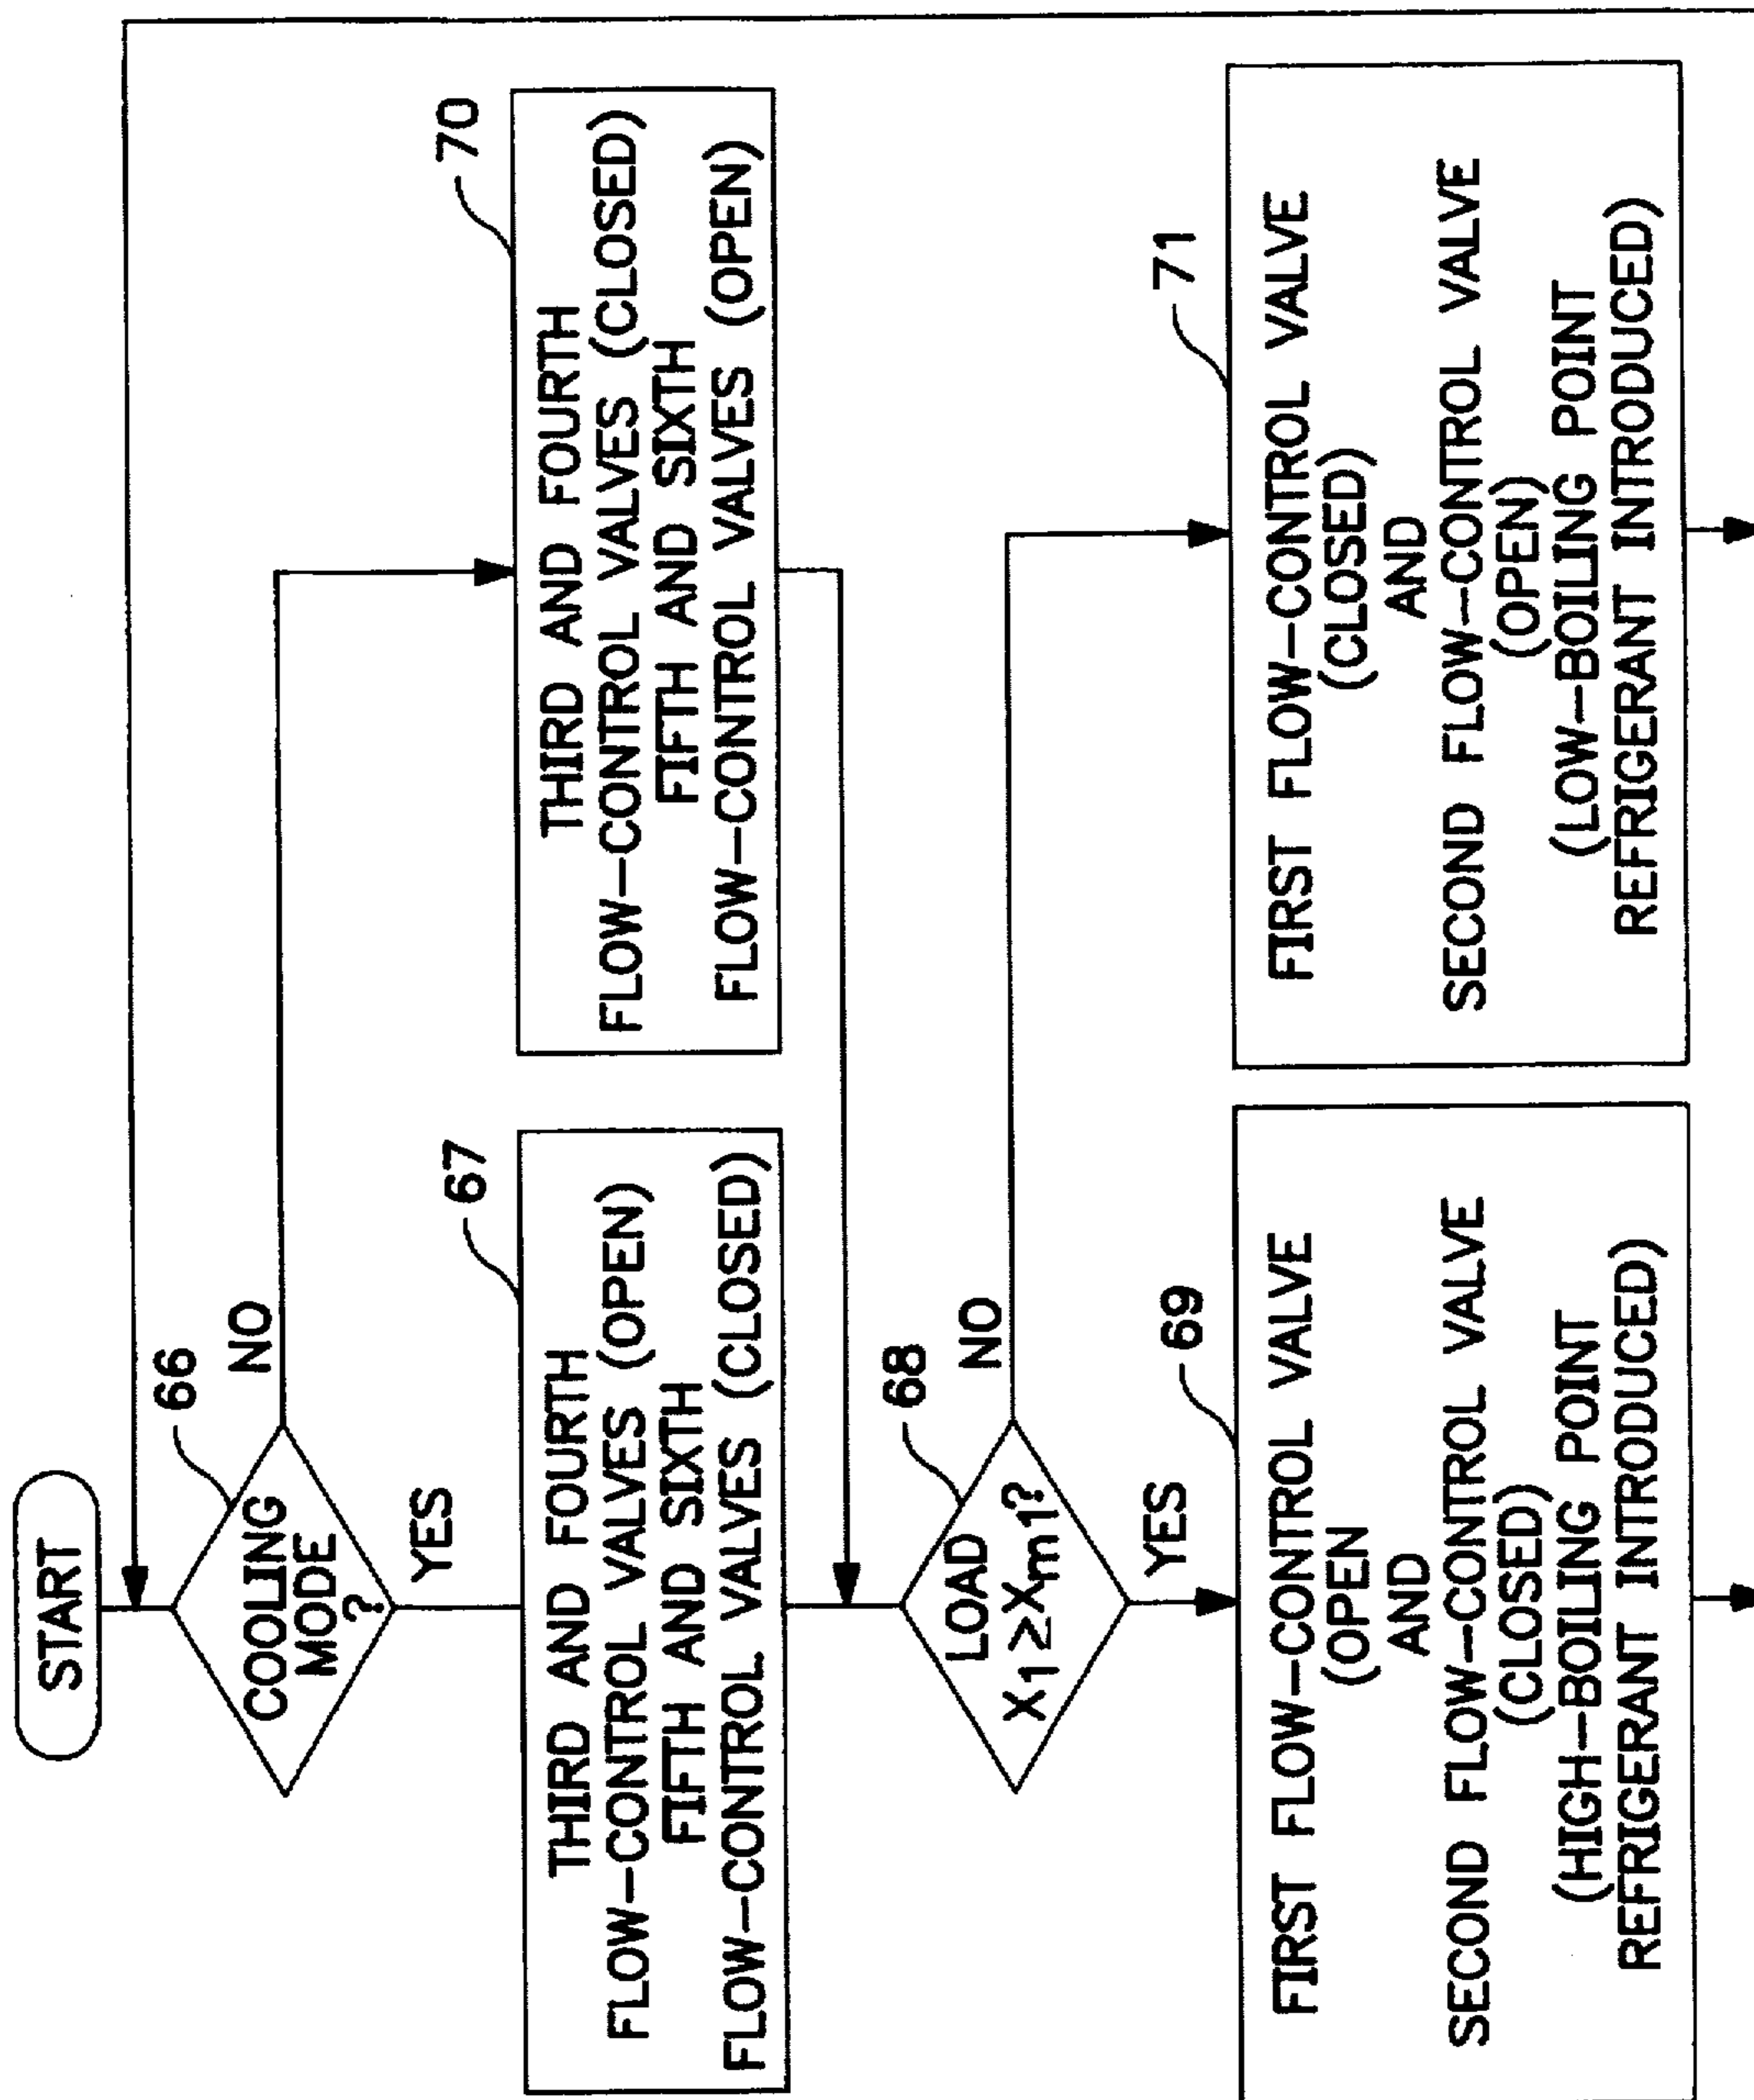 START
66
COOLING
MODE
?
NO
YES
67
THIRD AND FOURTH
FLOW-CONTROL VALVES (OPEN)
FIFTH AND SIXTH
FLOW-CONTROL VALVES (CLOSED)
70
THIRD AND FOURTH
FLOW-CONTROL VALVES (CLOSED)
FIFTH AND SIXTH
FLOW-CONTROL VALVES (OPEN)
68
LOAD
X1 ≥Xm1?
NO
YES
69
FIRST FLOW-CONTROL VALVE
(OPEN
AND
SECOND FLOW-CONTROL VALVE
(CLOSED)
(HIGH-BOILING POINT
REFRIGERANT INTRODUCED)
71
FIRST FLOW-CONTROL VALVE
(CLOSED)
AND
SECOND FLOW-CONTROL VALVE
(OPEN)
(LOW-BOILING POINT
REFRIGERANT INTRODUCED)